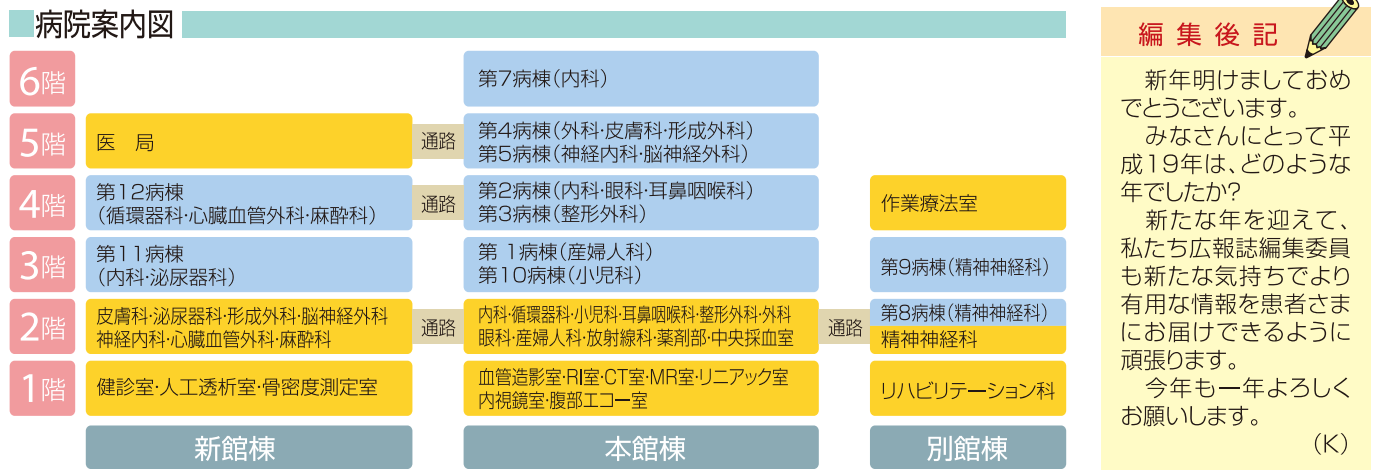 病院案内図
6階
第7病棟(内科)
5階
医 局
通路
第4病棟(外科・皮膚科・形成外科)
第5病棟(神経内科・脳神経外科)
4階
第12病棟
(循環器科・心臓血管外科・麻酔科)
通路
第2病棟(内科・眼科・耳鼻咽喉科)
第3病棟(整形外科)
作業療法室
3階
第11病棟
(内科・泌尿器科)
第 1病棟(産婦人科)
第10病棟(小児科)
第9病棟(精神神経科)
2階
皮膚科・泌尿器科・形成外科・脳神経外科
神経内科・心臓血管外科・麻酔科
通路
内科・循環器科・小児科・耳鼻咽喉科・整形外科・外科
眼科・産婦人科・放射線科・薬剤部・中央採血室
通路
第8病棟(精神神経科)
精神神経科
1階
健診室・人工透析室・骨密度測定室
血管造影室・RI室・CT室・MR室・リニアック室
内視鏡室・腹部エコー室
リハビリテーション科
新館棟
本館棟
別館棟
編集後記
新年明けましておめ
でとうございます。
みなさんにとって平
成19年は、どのような
年でしたか?
新たな年を迎えて、
私たち広報誌編集委員
も新たな気持ちでより
有用な情報を患者さま
にお届けできるように
頑張ります。
今年も一年よろしく
お願いします。
(K)